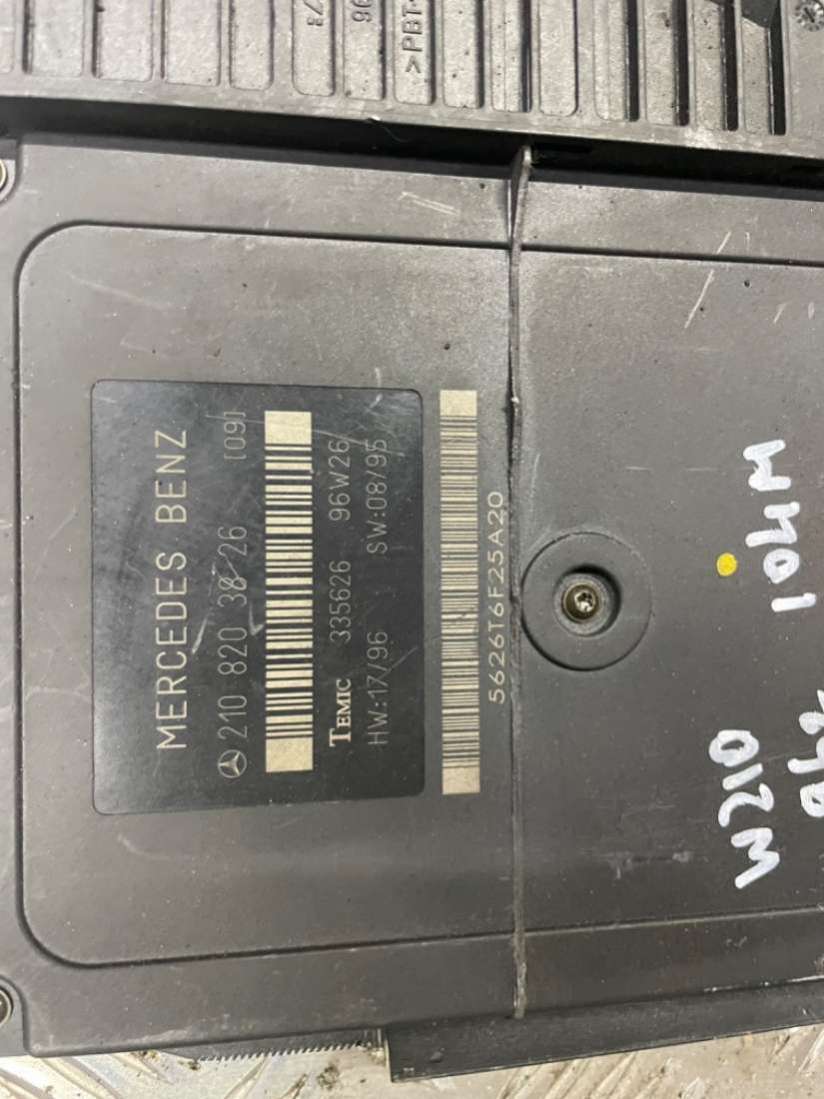 >PBT-
MERCEDES BENZ
210 820 38 26 [09]
TEMIC 335626 96W26
HW:17/96 SW:08/95
5626T6F25A20
W210